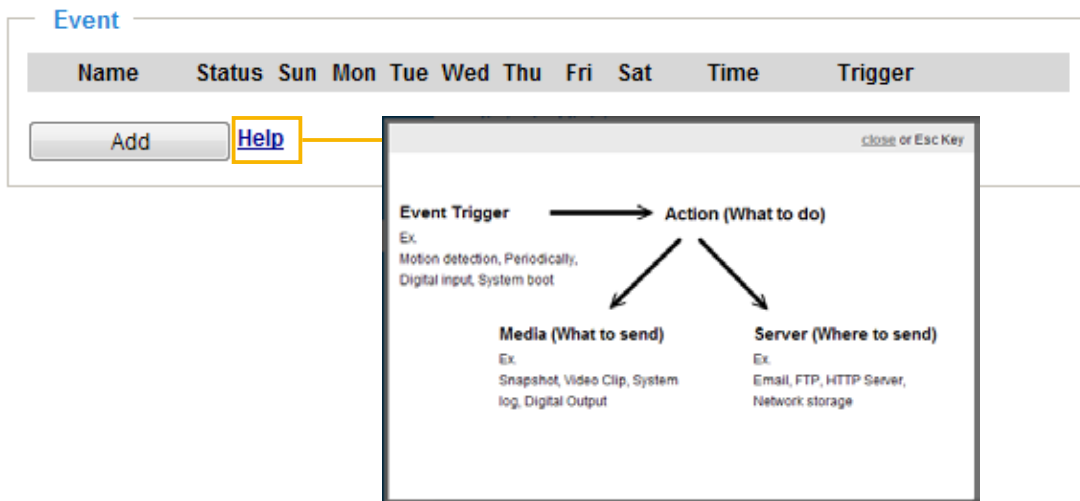 Event
Name Status Sun Mon Tue Wed Thu Fri Sat Time Trigger
Add Help
close or Esc Key
Event Trigger
Ex.
Motion detection, Periodically,
Digital input, System boot
Action (What to do)
Media (What to send)
Ex.
Snapshot, Video Clip, System
log, Digital Output
Server (Where to send)
Ex.
Email, FTP, HTTP Server,
Network storage